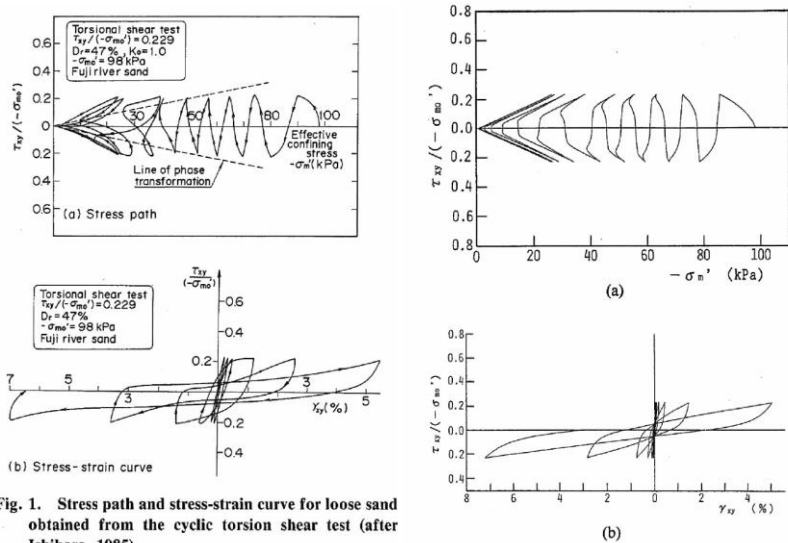 Torsional shear test
τxy/(-σmo')=0.229
Dr=47% , Ko=1.0
-σmo'=98 kPa
Fuji river sand
τxy/(-σmo')
0.6
0.4
0.2
0
0.2
0.4
0.6
30
60
80
100
Effective
confining
stress
-σm'(kPa)
Line of phase
transformation
(a) Stress path
Torsional shear test
τxy/(-σmo')=0.229
Dr=47%
-σmo'=98 kPa
Fuji river sand
τxy
(-σmo')
0.6
0.4
0.2
0.2
0.4
7
5
3
3
5
γxy(%)
(b) Stress-strain curve
Fig. 1. Stress path and stress-strain curve for loose sand
obtained from the cyclic torsion shear test (after
τxy/(-σmo')
0.8
0.6
0.4
0.2
0.0
0.2
0.4
0.6
0.8
0 20 40 60 80 100
-σm' (kPa)
(a)
τxy/(-σmo')
0.8
0.6
0.4
0.2
0.0
0.2
0.4
8 6 4 2 0 2 4
γxy (%)
(b)